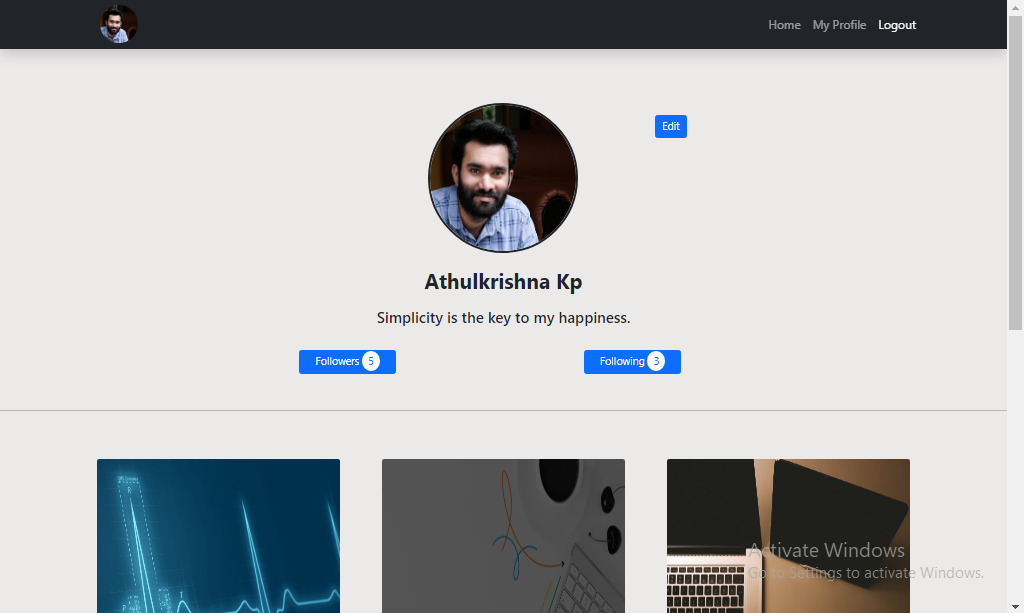 Home My Profile Logout
Edit
Athulkrishna Kp
Simplicity is the key to my happiness.
Followers 5 Following 3
R
P T
Activate Windows
Go to Settings to activate Windows.